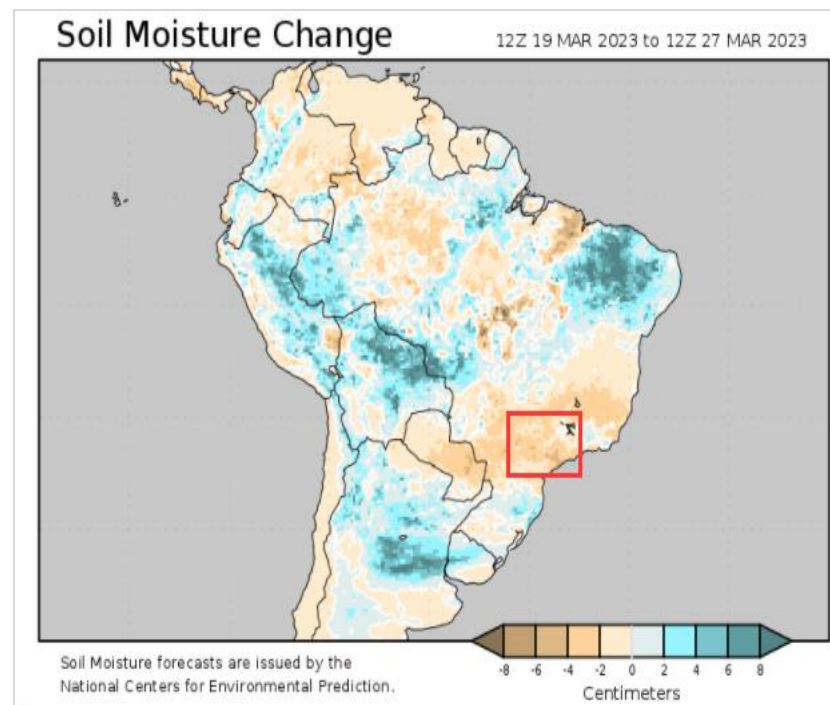 Soil Moisture Change
12Z 19 MAR 2023 to 12Z 27 MAR 2023
Soil Moisture forecasts are issued by the
National Centers for Environmental Prediction.
-8 -6 -4 -2 0 2 4 6 8
Centimeters